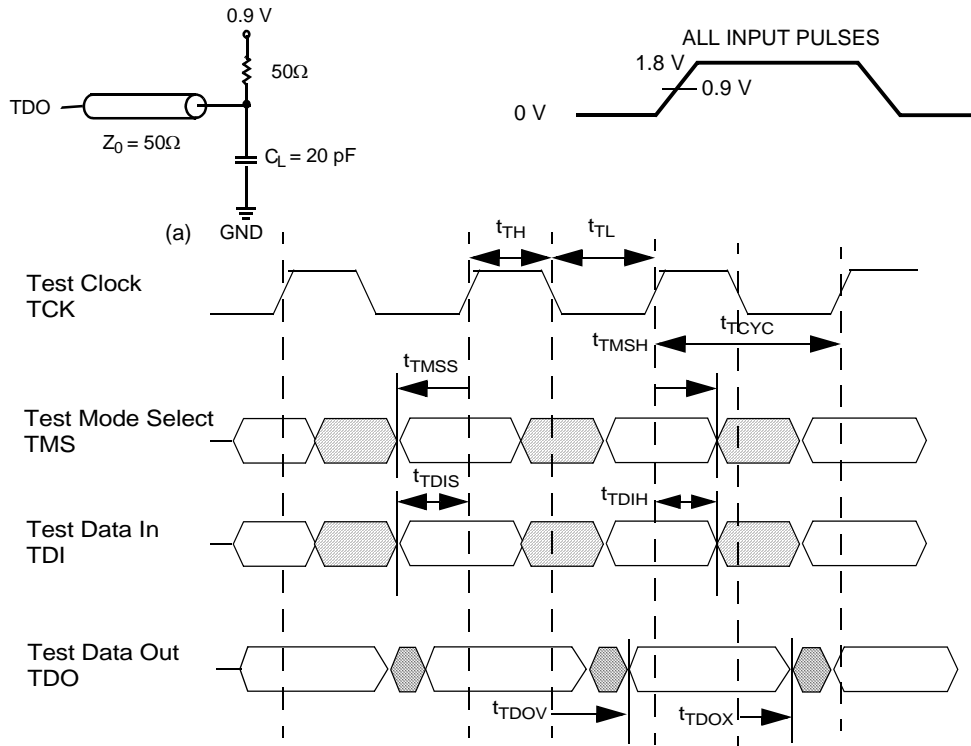 0.9 V
ALL INPUT PULSES
50Ω
1.8 V
0.9 V
TDO
0 V
Z0 = 50Ω
CL = 20 pF
(a)
GND
tTH
tTL
Test Clock
TCK
tTMSH
tTCYC
tTMSS
Test Mode Select
TMS
tTDIS
tTDIH
Test Data In
TDI
Test Data Out
TDO
tTDOV
tTDOX